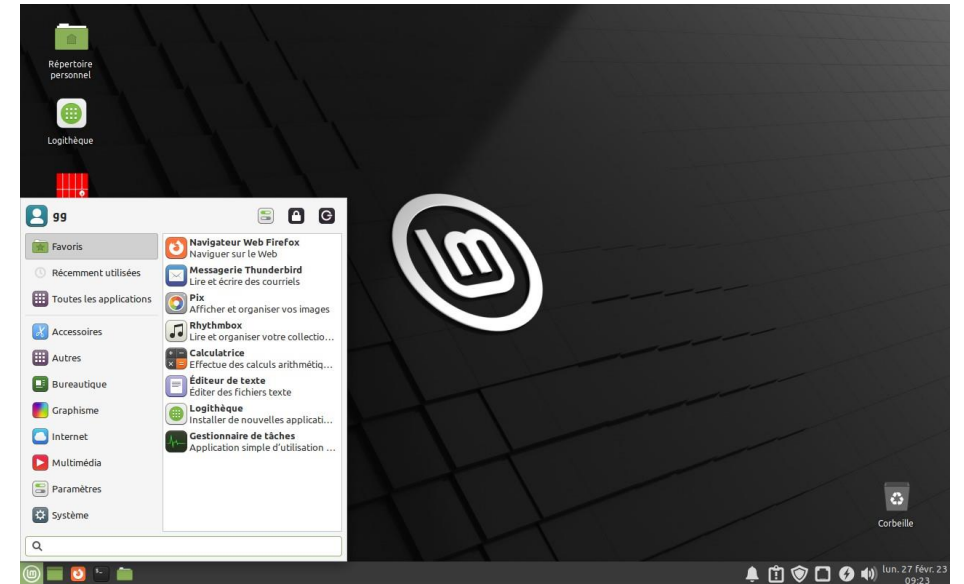 Répertoire
personnel
Logithèque
gg
Favoris
Récemment utilisées
Toutes les applications
Accessoires
Autres
Bureautique
Graphisme
Internet
Multimédia
Paramètres
Système
Navigateur Web Firefox
Naviguer sur le Web
Messagerie Thunderbird
Lire et écrire des courriels
Pix
Afficher et organiser vos images
Rhythmbox
Lire et organiser votre collectio...
Calculatrice
Effectue des calculs arithmétiq...
Éditeur de texte
Éditer des fichiers texte
Logithèque
Installer de nouvelles applicati...
Gestionnaire de tâches
Application simple d'utilisation ...
Corbeille
lun. 27 févr. 23
09:23